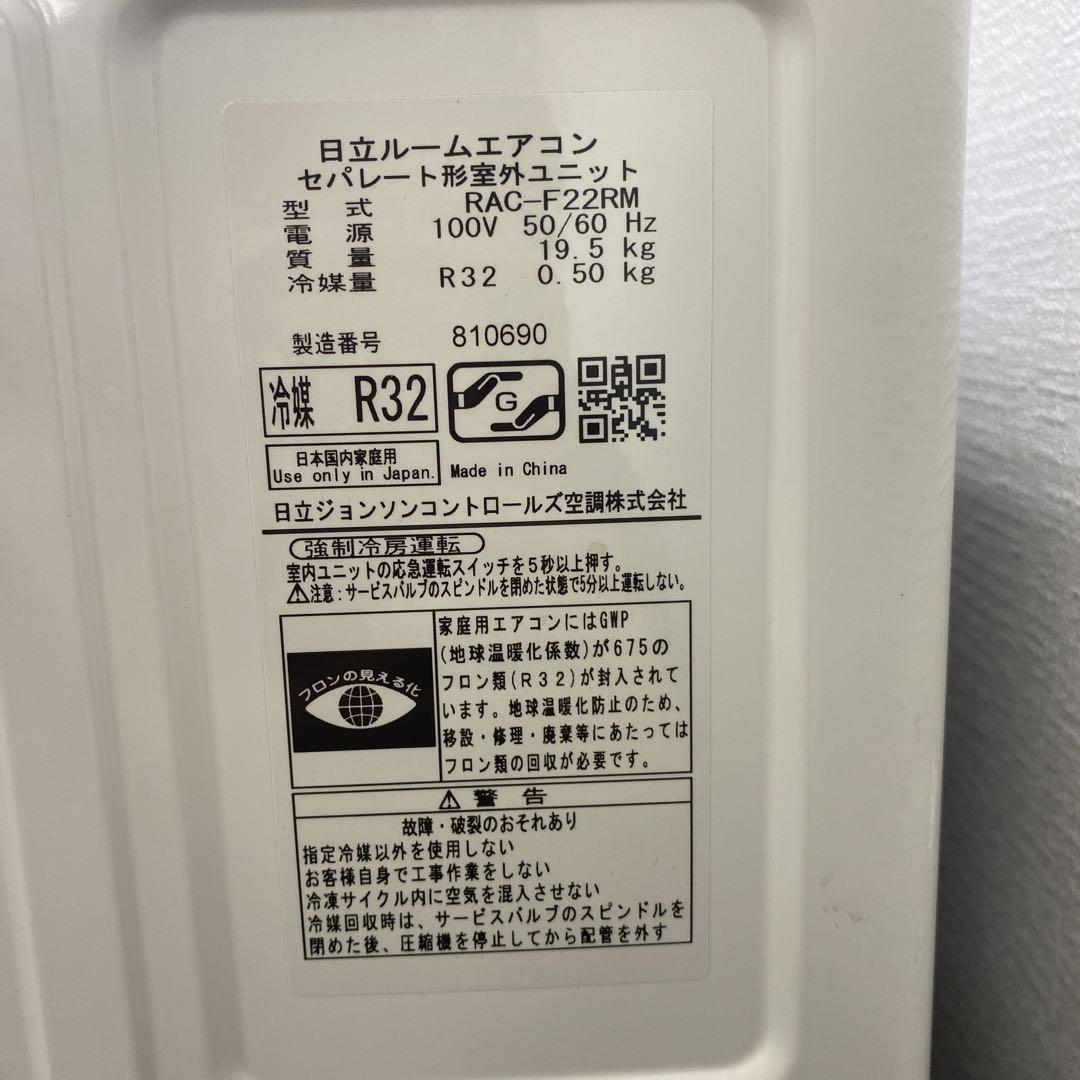 日立ルームエアコン
セパレート形室外ユニット
型 式 RAC-F22RM
電 源 100V 50/60 Hz
質 量 19.5 kg
冷媒量 R32 0.50 kg
製造番号 810690
冷媒 R32
G
日本国内家庭用
Use only in Japan.
Made in China
日立ジョンソンコントロールズ空調株式会社
強制冷房運転
室内ユニットの応急運転スイッチを5秒以上押す。
⚠注意:サービスバルブのスピンドルを閉めた状態で5分以上運転しない。
フロンの見える化
家庭用エアコンにはGWP
(地球温暖化係数)が675の
フロン類(R32)が封入されて
います。地球温暖化防止のため、
移設・修理・廃棄等にあたっては
フロン類の回収が必要です。
⚠ 警 告
故障・破裂のおそれあり
指定冷媒以外を使用しない
お客様自身で工事作業をしない
冷凍サイクル内に空気を混入させない
冷媒回収時は、サービスバルブのスピンドルを
閉めた後、圧縮機を停止してから配管を外す